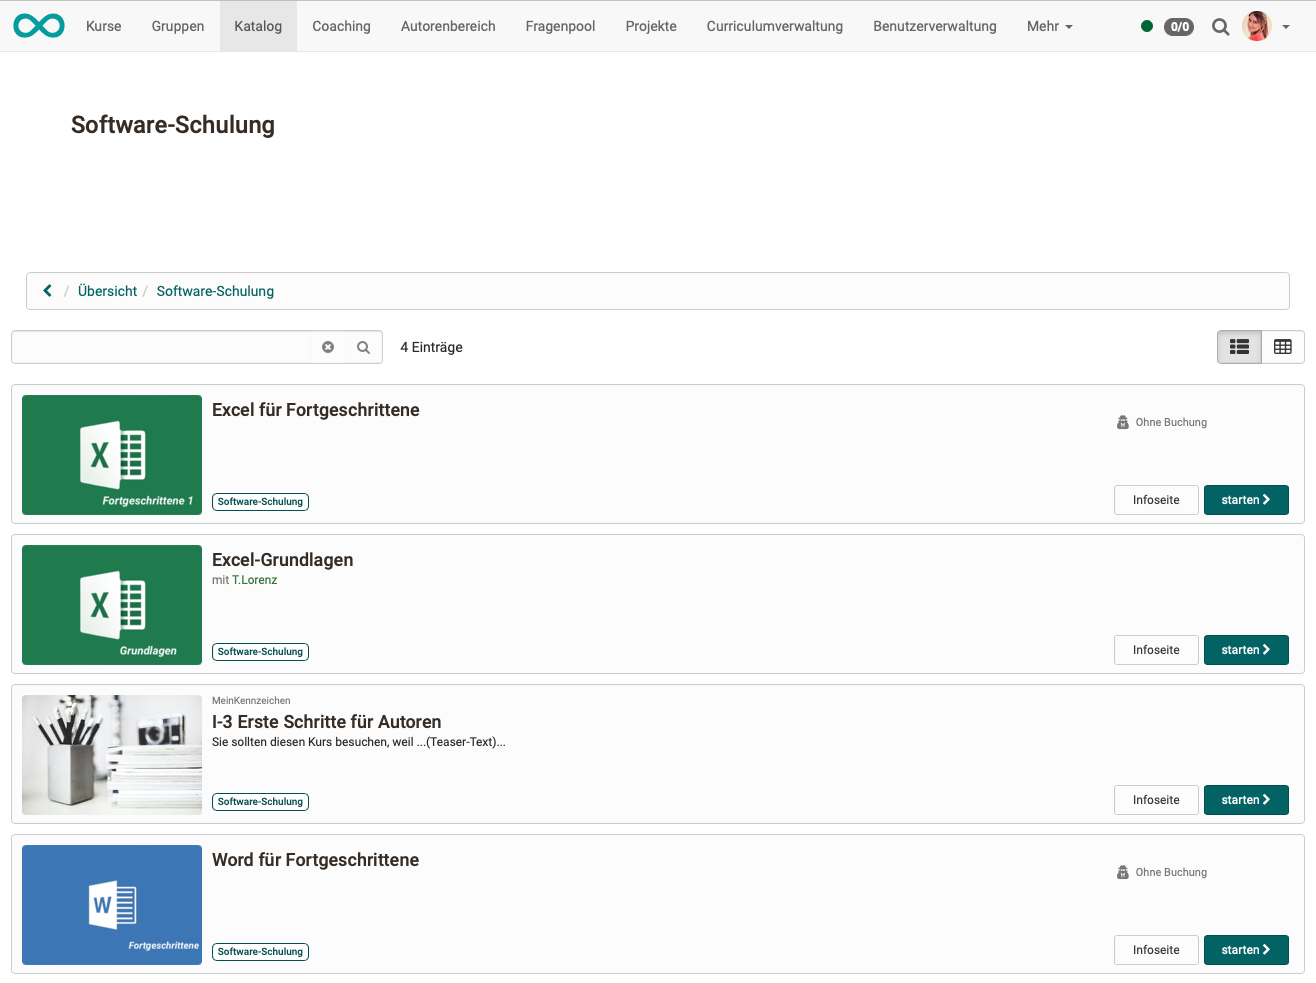 Kurse Gruppen Katalog Coaching Autorenbereich Fragenpool Projekte Curriculumverwaltung Benutzerverwaltung Mehr 0/0
Software-Schulung
/ Übersicht / Software-Schulung
4 Einträge
X
Fortgeschrittene 1
Excel für Fortgeschrittene
Ohne Buchung
Software-Schulung
Infoseite
starten
X
Grundlagen
Excel-Grundlagen
mit T.Lorenz
Software-Schulung
Infoseite
starten
MeinKennzeichen
I-3 Erste Schritte für Autoren
Sie sollten diesen Kurs besuchen, weil ...(Teaser-Text)...
Software-Schulung
Infoseite
starten
W
Fortgeschrittene
Word für Fortgeschrittene
Ohne Buchung
Software-Schulung
Infoseite
starten